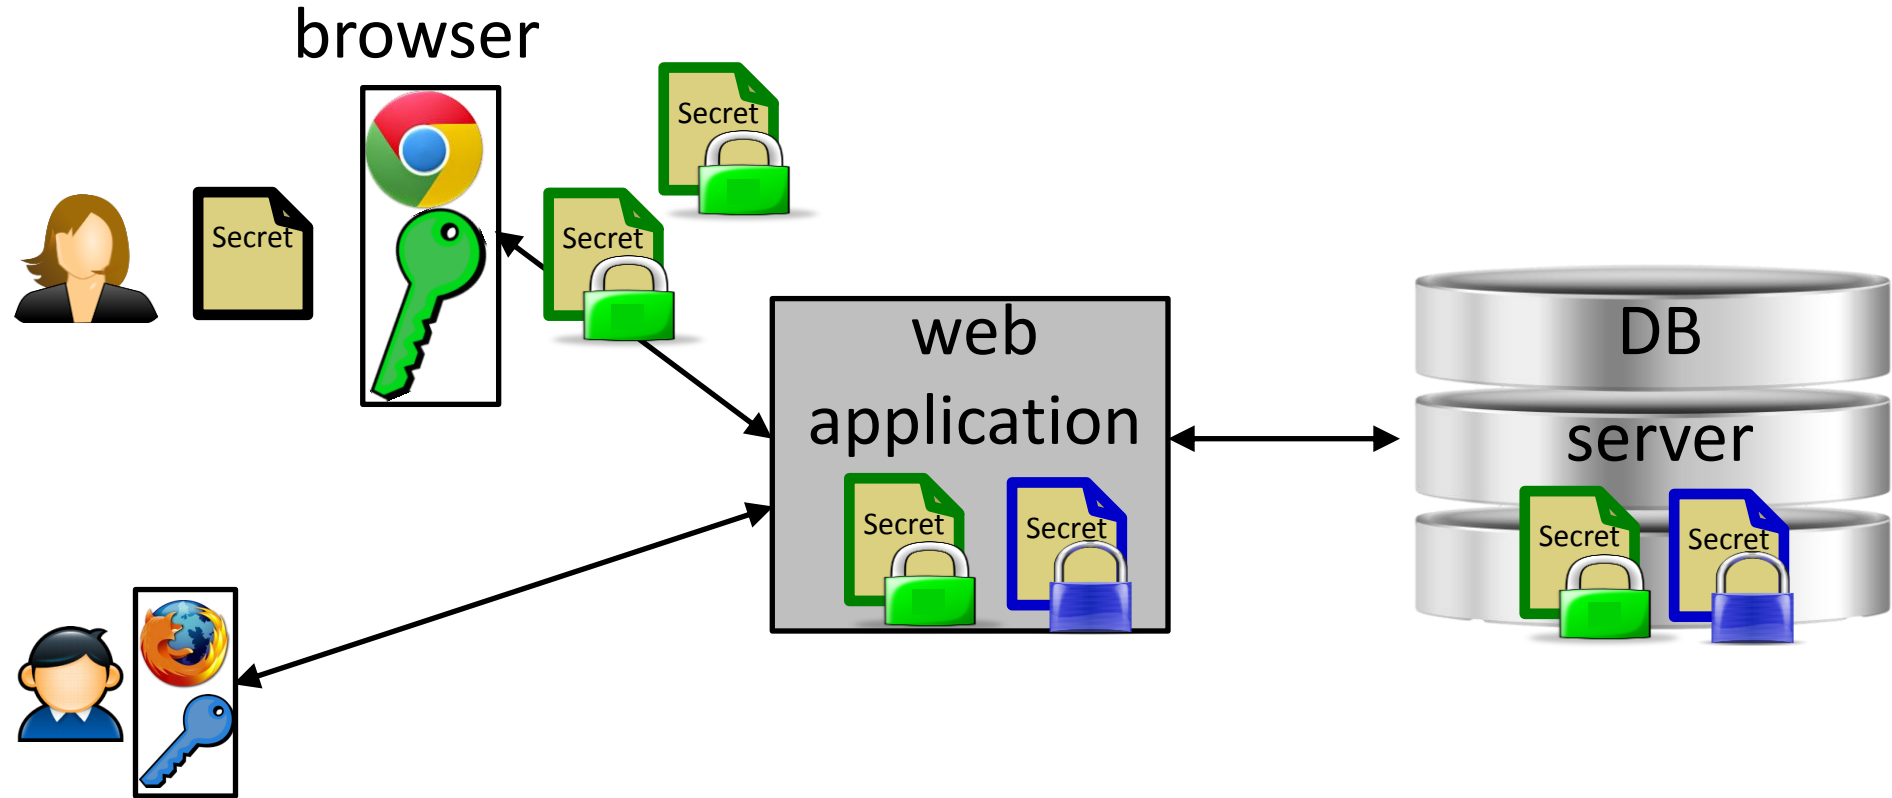 browser
Secret
Secret
Secret
web
application
Secret
Secret
DB
server
Secret
Secret